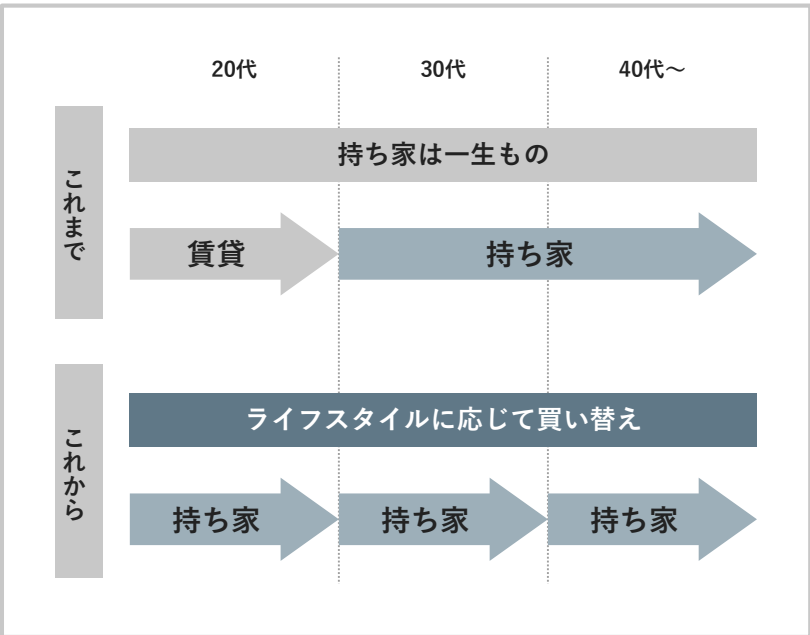 20代 30代 40代～
これまで
持ち家は一生もの
賃貸 持ち家
これから
ライフスタイルに応じて買い替え
持ち家 持ち家 持ち家